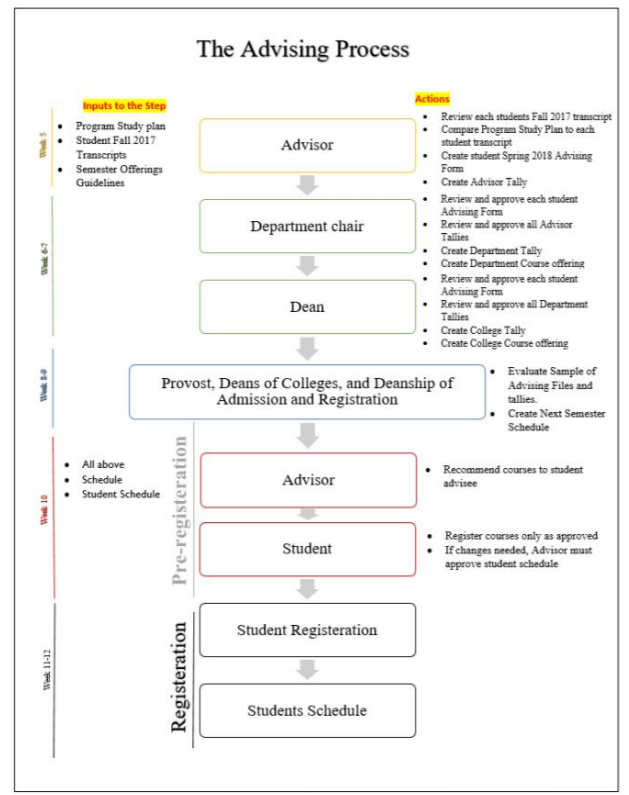 The Advising Process
Inputs to the Step
Actions
Week 5
• Program Study plan
• Student Fall 2017
Transcripts
• Semester Offerings
Guidelines
Advisor
• Review each students Fall 2017 transcript
• Compare Program Study Plan to each
student transcript
• Create student Spring 2018 Advising
Form
• Create Advisor Tally
Week 6-7
Department chair
• Review and approve each student
Advising Form
• Review and approve all Advisor
Tallies
• Create Department Tally
• Create Department Course offering
Dean
• Review and approve each student
Advising Form
• Review and approve all Department
Tallies
• Create College Tally
• Create College Course offering
Week 8-9
Provost, Deans of Colleges, and Deanship of
Admission and Registration
• Evaluate Sample of
Advising Files and
tallies.
• Create Next Semester
Schedule
Week 10
• All above
• Schedule
• Student Schedule
Pre-registeration
Advisor
• Recommend courses to student
advisee
Student
• Register courses only as approved
• If changes needed, Advisor must
approve student schedule
Week 11-12
Registeration
Student Registeration
Students Schedule